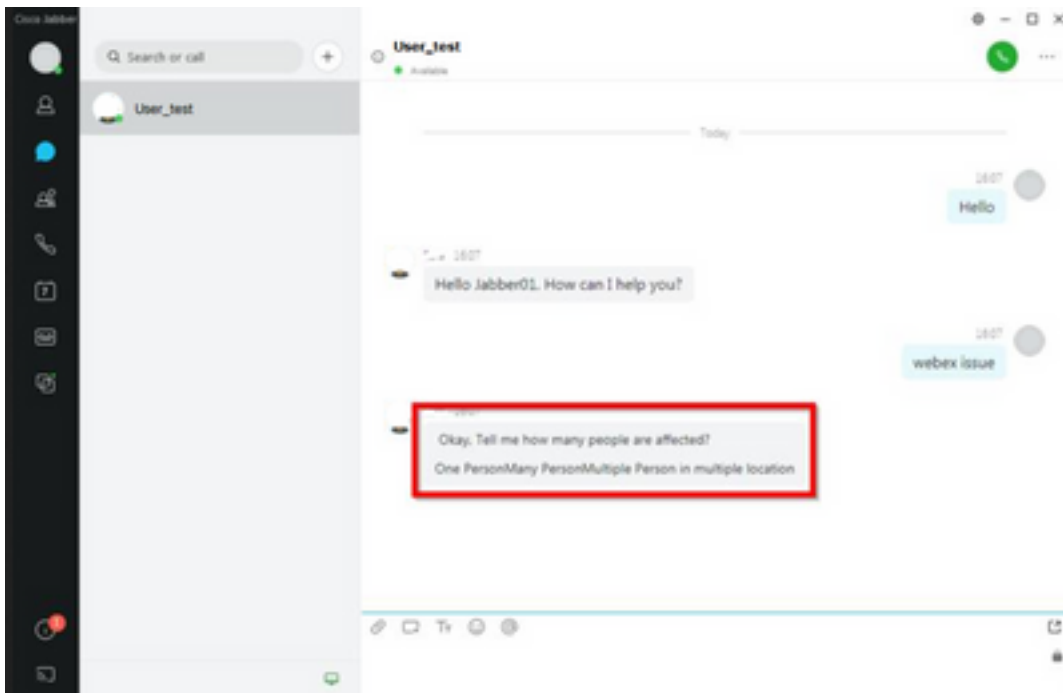 Cisco Jabber
Search or call
User_test
User_test
Available
Today
16:07
Hello
16:07
Hello Jabber01. How can I help you?
16:07
webex issue
Okay. Tell me how many people are affected?
One PersonMany PersonMultiple Person in multiple location